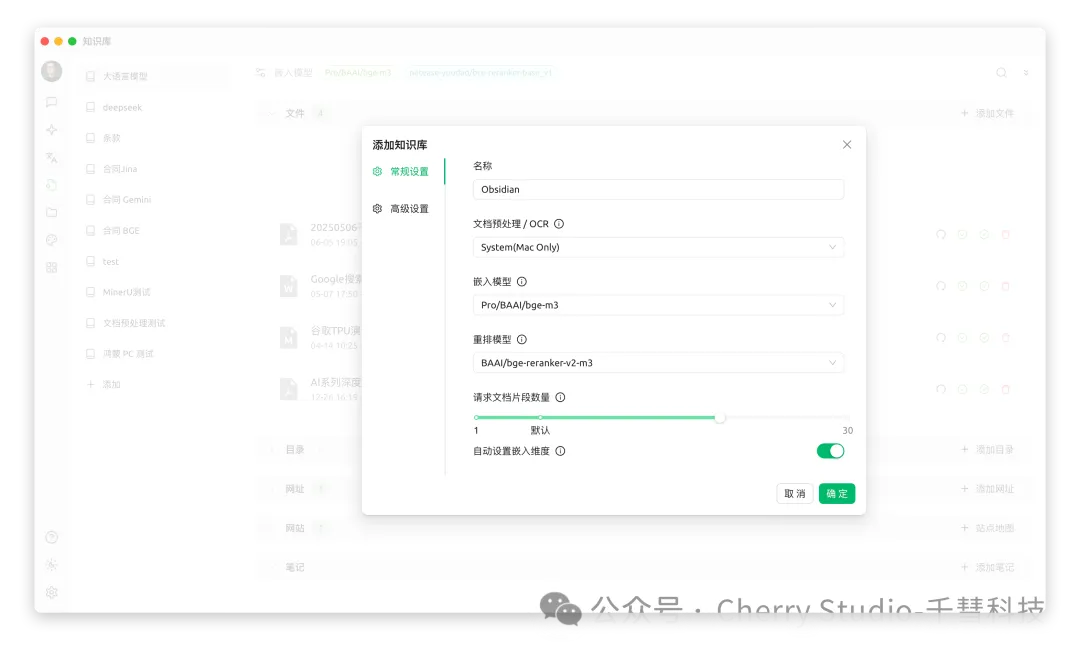 知识库
大语言模型
deepseek
条款
合同Jina
合同 Gemini
合同 BGE
test
MinerU测试
文档预处理测试
鸿蒙 PC 测试
添加
嵌入模型 Pro/BAAI/bge-m3
文件 4
添加文件
20250506
06-05 19:05
Google搜索
05-07 17:50
谷歌TPU演
04-14 10:25
AI系列深度
12-28 16:15
目录
添加目录
网址 1
添加网址
网站
站点地图
笔记
添加笔记
添加知识库
常规设置
高级设置
名称
Obsidian
文档预处理 / OCR
System(Mac Only)
嵌入模型
Pro/BAAI/bge-m3
重排模型
BAAI/bge-reranker-v2-m3
请求文档片段数量
1 默认 30
自动设置嵌入维度
取 消 确 定
公众号 · Cherry Studio-千彗科技